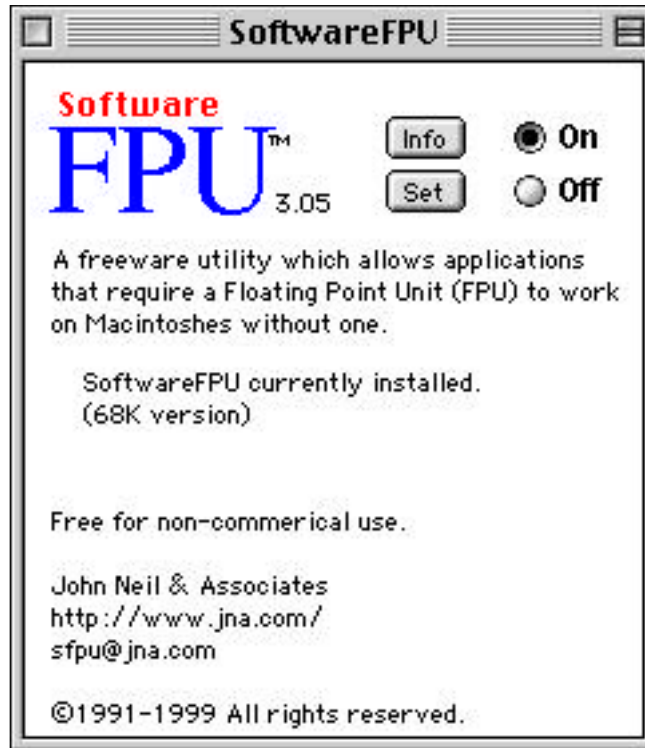 SoftwareFPU
Software
FPU™ 3.05
Info
On
Set
Off
A freeware utility which allows applications
that require a Floating Point Unit (FPU) to work
on Macintoshes without one.
SoftwareFPU currently installed.
(68K version)
Free for non-commerical use.
John Neil & Associates
http://www.jna.com/
sfpu@jna.com
©1991-1999 All rights reserved.